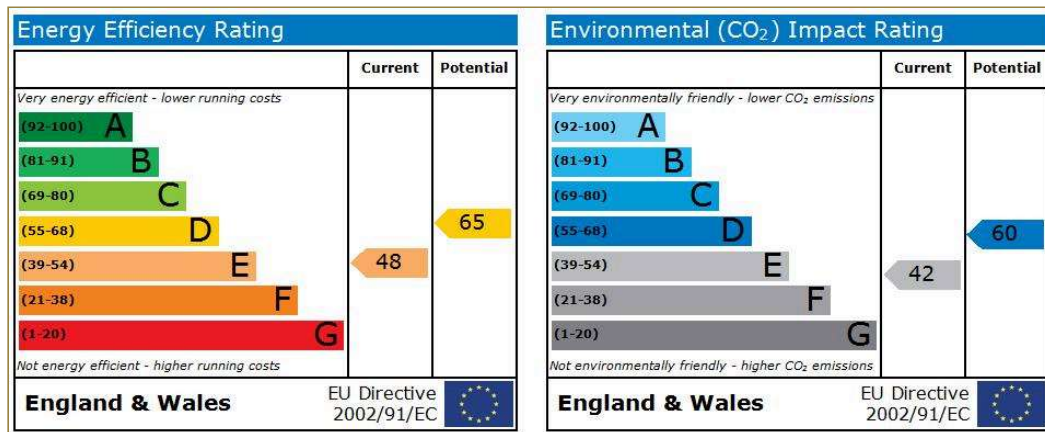 Energy Efficiency Rating
Current Potential
Very energy efficient - lower running costs
(92-100) A
(81-91) B
(69-80) C
(55-68) D
65
(39-54) E
48
(21-38) F
(1-20) G
Not energy efficient - higher running costs
England & Wales
EU Directive
2002/91/EC
Environmental (CO₂) Impact Rating
Current Potential
Very environmentally friendly - lower CO₂ emissions
(92-100) A
(81-91) B
(69-80) C
(55-68) D
60
(39-54) E
42
(21-38) F
(1-20) G
Not environmentally friendly - higher CO₂ emissions
England & Wales
EU Directive
2002/91/EC